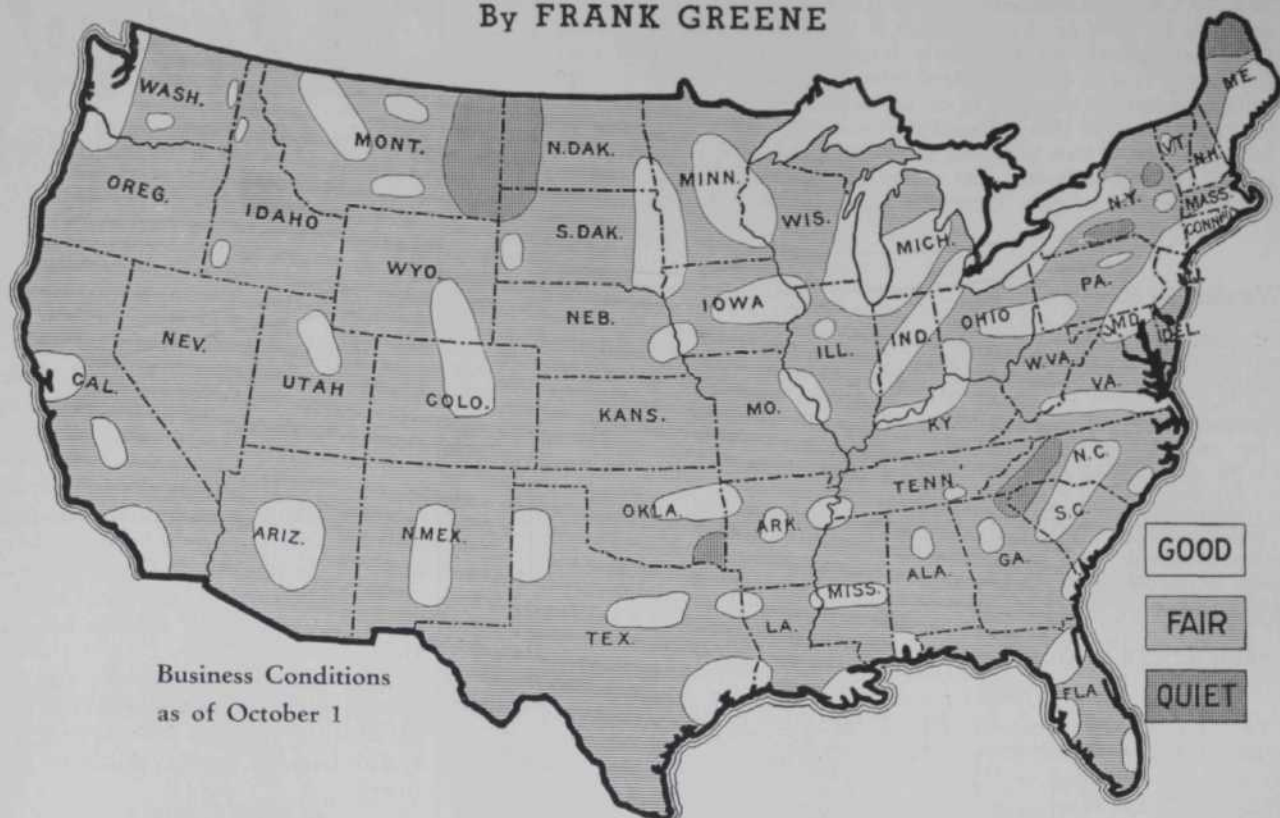 By FRANK GREENE
WASH.
MONT.
N.DAK.
MINN.
ME.
VT.
N.H.
OREG.
IDAHO
S.DAK.
WIS.
MICH.
N.Y.
MASS.
CONN.
WYO.
IOWA
PA.
N.J.
NEV.
NEB.
ILL.
IND.
OHIO
MD.
DEL.
CAL.
UTAH
COLO.
KANS.
MO.
W.VA.
VA.
KY.
ARIZ.
N.MEX.
OKLA.
ARK.
TENN.
N.C.
S.C.
TEX.
LA.
MISS.
ALA.
GA.
FLA.
GOOD
FAIR
QUIET
Business Conditions
as of October 1